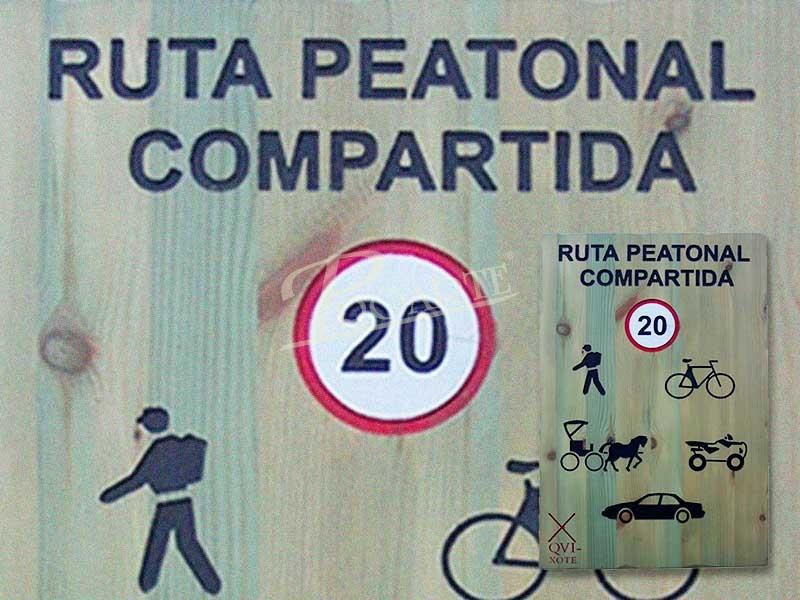 RUTA PEATONAL
COMPARTIDA
20
RUTA PEATONAL
COMPARTIDA
20
QVI-
XOTE